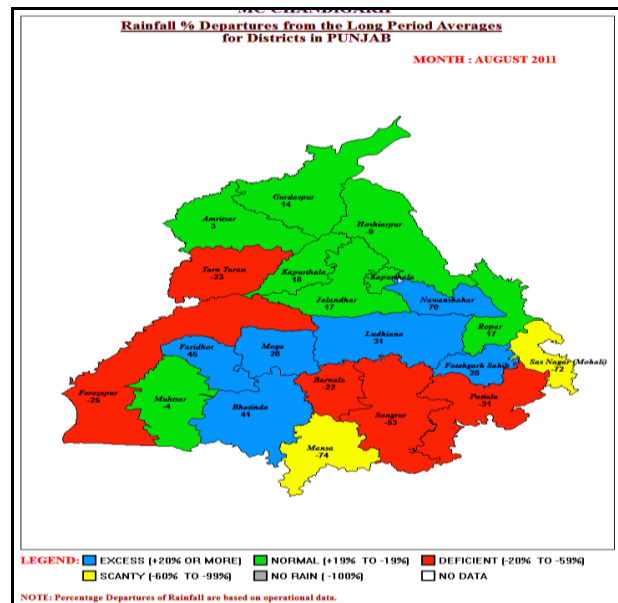 MC CHANDIGARH
Rainfall % Departures from the Long Period Averages
for Districts in PUNJAB
MONTH : AUGUST 2011
Gurdaspur
14
Amritsar
3
Hoshiarpur
-9
Tarn Taran
-23
Kapurthala
18
Kapurthala
Jalandhar
17
Nawanshahar
70
Ropar
17
Sas Nagar (Mohali)
-72
Ludhiana
31
Faridkot
45
Moga
28
Fatehgarh Sahib
28
Ferozepur
-25
Muktsar
-4
Bhatinda
41
Barnala
-22
Sangrur
-53
Patiala
-31
Mansa
-74
LEGEND: EXCESS (+20% OR MORE) NORMAL (+19% TO -19%) DEFICIENT (-20% TO -59%)
SCANTY (-60% TO -99%) NO RAIN (-100%) NO DATA
NOTE: Percentage Departures of Rainfall are based on operational data.